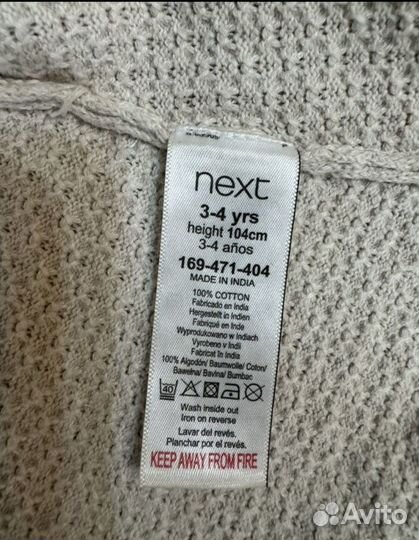 next
3-4 yrs
height 104cm
3-4 años
169-471-404
MADE IN INDIA
100% COTTON
Fabricado en India
Hergestellt in Indien
Fabriqué en Inde
Wyprodukowano w Indiach
Vyrobeno v Indii
Fabricat în India
100% Algodón/ Baumwolle/ Coton/
Bawełna/ Bavlna/ Bumbac
40
Wash inside out
Iron on reverse
Lavar del revés.
Planchar por el revés.
KEEP AWAY FROM FIRE
Avito